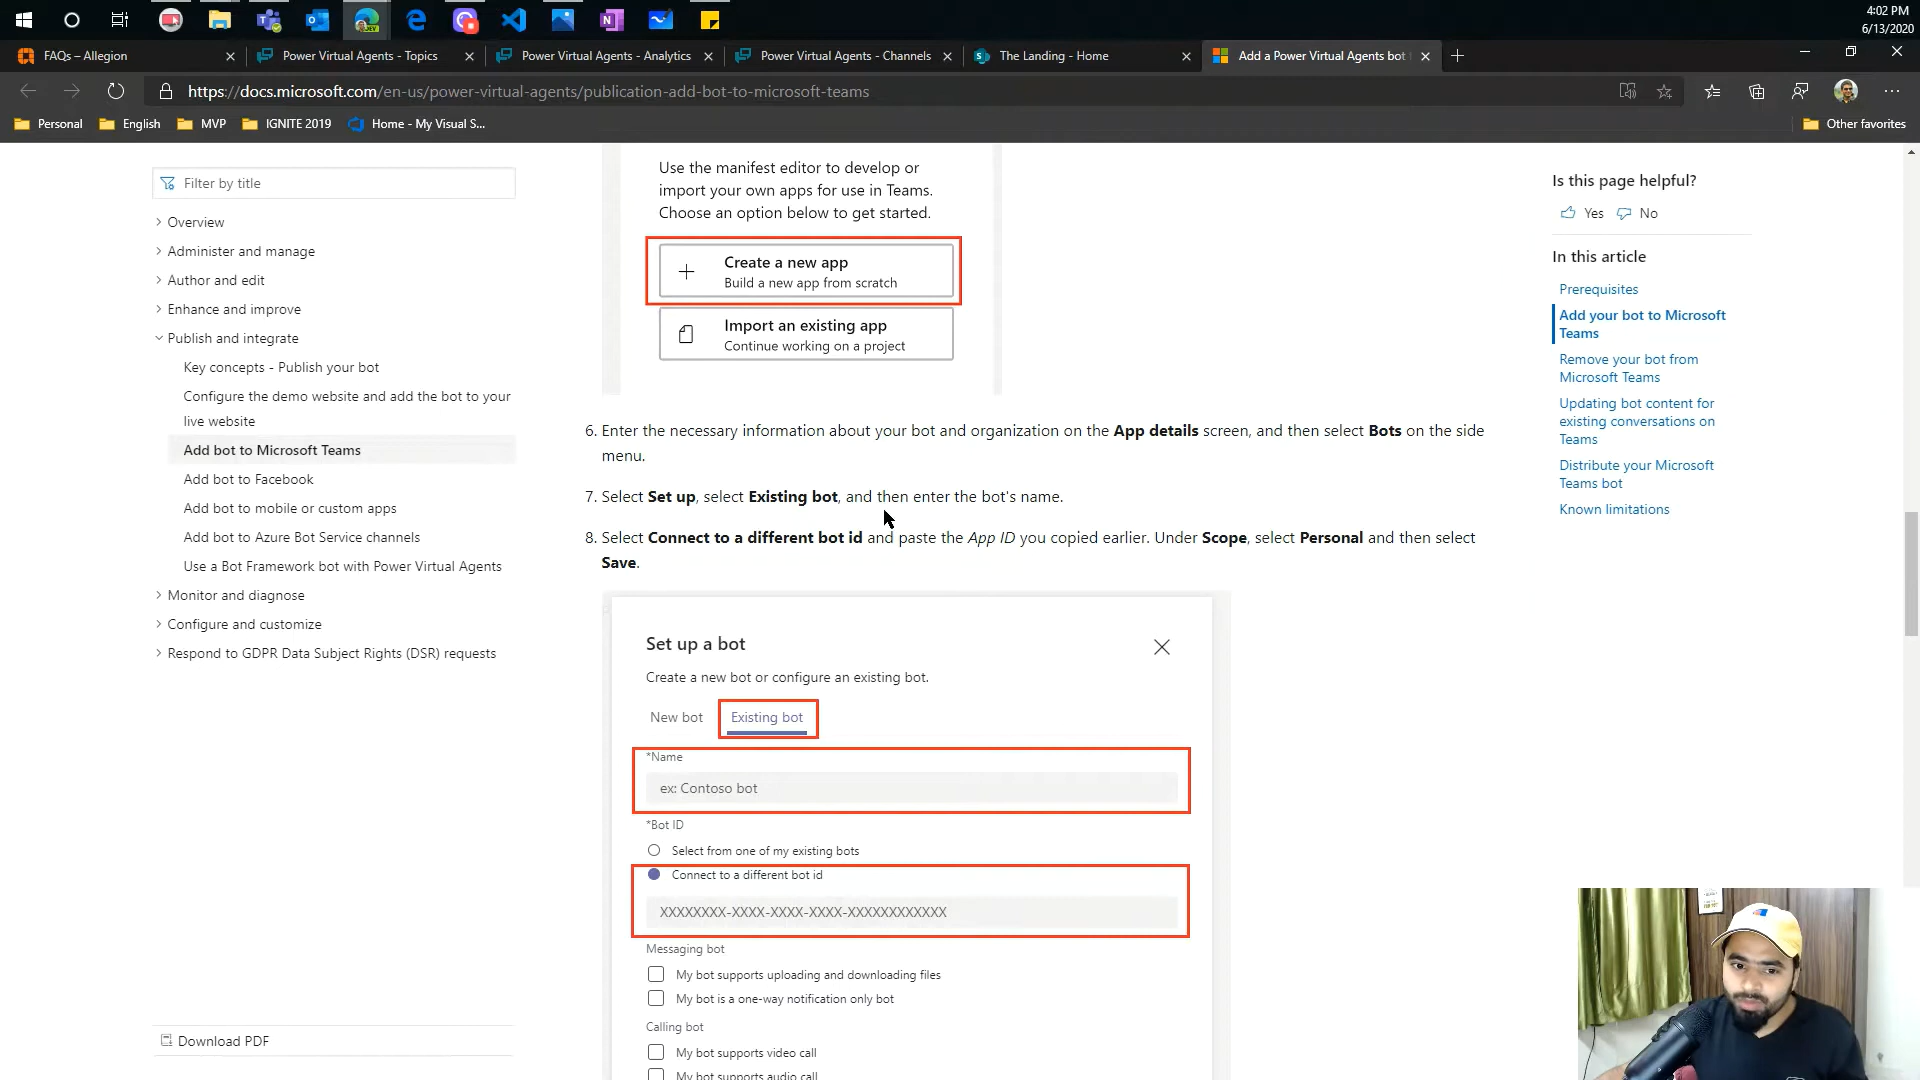 4:02 PM
6/13/2020
FAQs – Allegion
Power Virtual Agents - Topics
Power Virtual Agents - Analytics
Power Virtual Agents - Channels
The Landing - Home
Add a Power Virtual Agents bot
https://docs.microsoft.com/en-us/power-virtual-agents/publication-add-bot-to-microsoft-teams
Personal
English
MVP
IGNITE 2019
Home - My Visual S...
Other favorites
Filter by title
Overview
Administer and manage
Author and edit
Enhance and improve
Publish and integrate
Key concepts - Publish your bot
Configure the demo website and add the bot to your
live website
Add bot to Microsoft Teams
Add bot to Facebook
Add bot to mobile or custom apps
Add bot to Azure Bot Service channels
Use a Bot Framework bot with Power Virtual Agents
Monitor and diagnose
Configure and customize
Respond to GDPR Data Subject Rights (DSR) requests
Download PDF
Use the manifest editor to develop or
import your own apps for use in Teams.
Choose an option below to get started.
Create a new app
Build a new app from scratch
Import an existing app
Continue working on a project
6. Enter the necessary information about your bot and organization on the App details screen, and then select Bots on the side
menu.
7. Select Set up, select Existing bot, and then enter the bot's name.
8. Select Connect to a different bot id and paste the App ID you copied earlier. Under Scope, select Personal and then select
Save.
Set up a bot
Create a new bot or configure an existing bot.
New bot
Existing bot
*Name
ex: Contoso bot
*Bot ID
Select from one of my existing bots
Connect to a different bot id
XXXXXXXX-XXXX-XXXX-XXXX-XXXXXXXXXXXX
Messaging bot
My bot supports uploading and downloading files
My bot is a one-way notification only bot
Calling bot
My bot supports video call
My bot supports audio call
Is this page helpful?
Yes
No
In this article
Prerequisites
Add your bot to Microsoft
Teams
Remove your bot from
Microsoft Teams
Updating bot content for
existing conversations on
Teams
Distribute your Microsoft
Teams bot
Known limitations